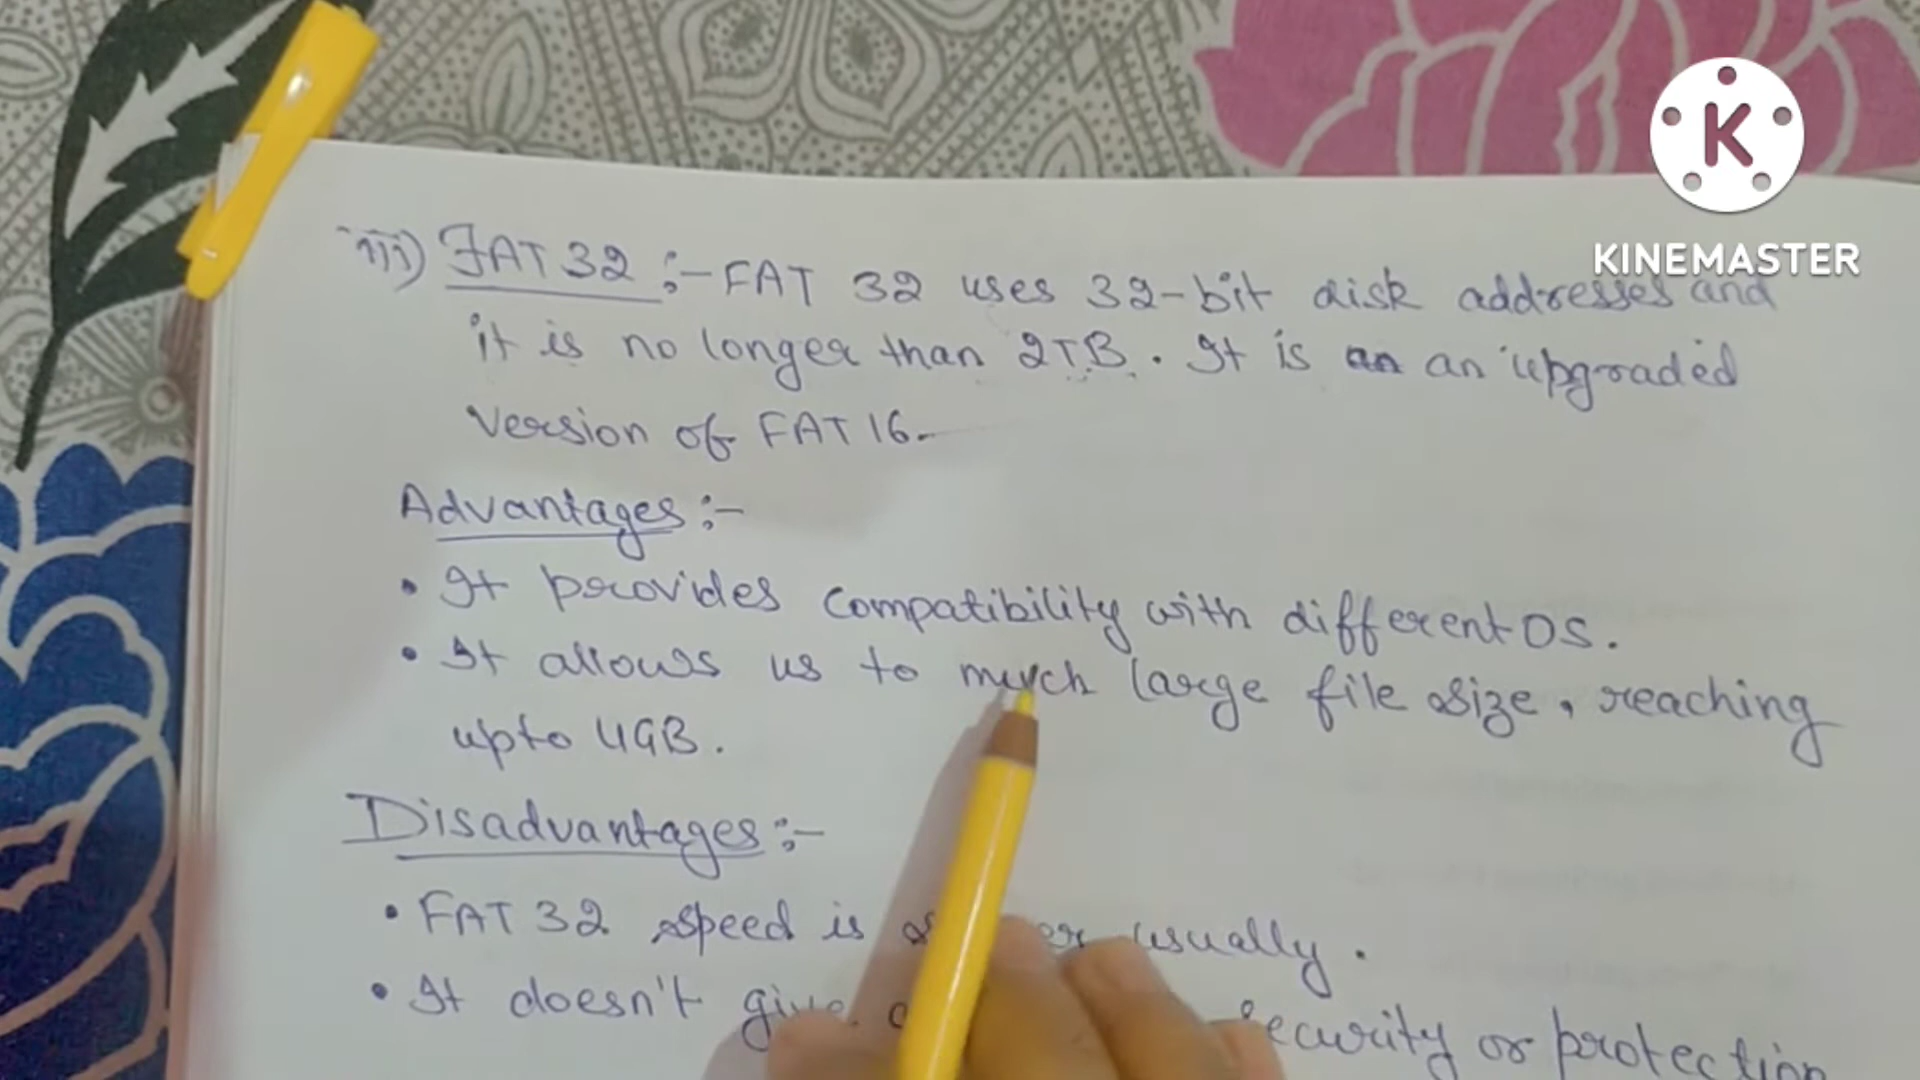 K
KINEMASTER
iii) FAT 32 :- FAT 32 uses 32-bit disk addresses and
it is no longer than 2TB. It is an an upgraded
version of FAT 16.
Advantages :-
• It provides compatibility with different OS.
• It allows us to much large file size, reaching
upto 4GB.
Disadvantages :-
• FAT 32 speed is usually.
• It doesn't give security or protection